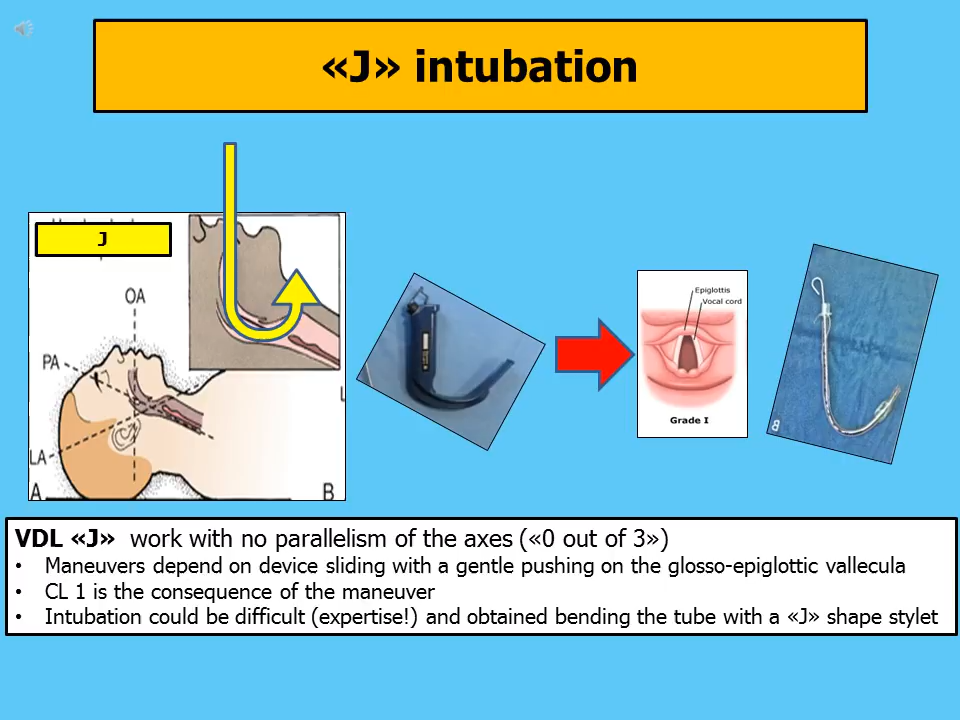 «J» intubation
J
OA
PA
LA
A
B
L
Epiglottis
Vocal cord
Grade I
8
VDL «J» work with no parallelism of the axes («0 out of 3»)
• Maneuvers depend on device sliding with a gentle pushing on the glosso-epiglottic vallecula
• CL 1 is the consequence of the maneuver
• Intubation could be difficult (expertise!) and obtained bending the tube with a «J» shape stylet